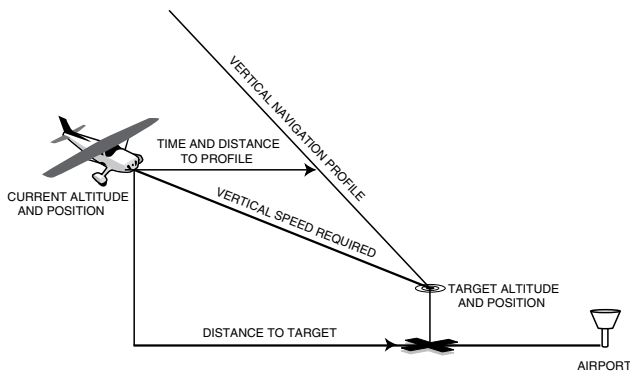 VERTICAL NAVIGATION PROFILE
TIME AND DISTANCE
TO PROFILE
CURRENT ALTITUDE
AND POSITION
VERTICAL SPEED REQUIRED
TARGET ALTITUDE
AND POSITION
DISTANCE TO TARGET
AIRPORT